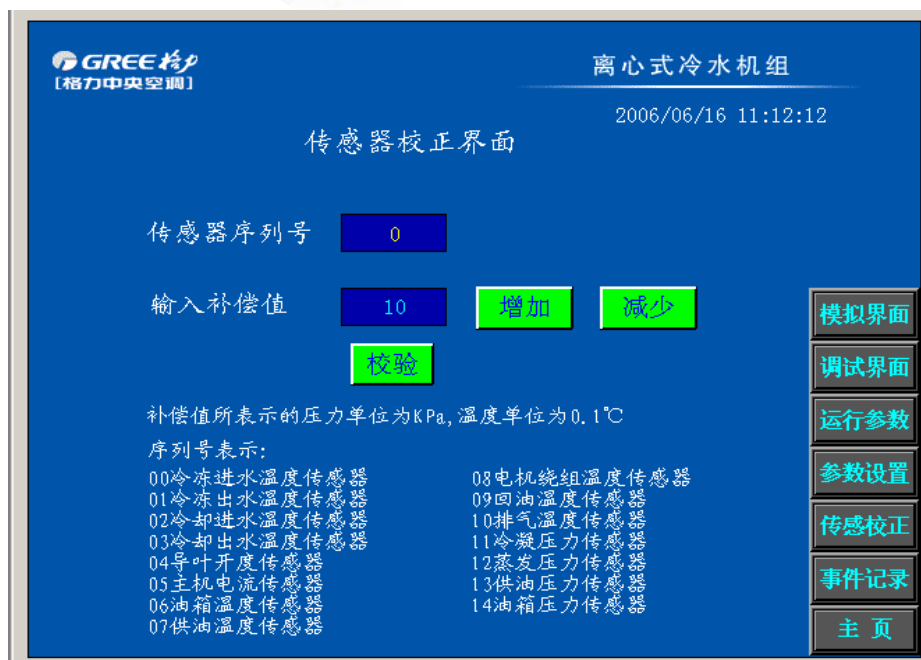 GREE 格力
[格力中央空调]
离心式冷水机组
2006/06/16 11:12:12
传感器校正界面
传感器序列号 0
输入补偿值 10 增加 减少
校验
补偿值所表示的压力单位为KPa,温度单位为0.1℃
序列号表示:
00冷冻进水温度传感器
01冷冻出水温度传感器
02冷却进水温度传感器
03冷却出水温度传感器
04导叶开度传感器
05主机电流传感器
06油箱温度传感器
07供油温度传感器
08电机绕组温度传感器
09回油温度传感器
10排气温度传感器
11冷凝压力传感器
12蒸发压力传感器
13供油压力传感器
14油箱压力传感器
模拟界面
调试界面
运行参数
参数设置
传感校正
事件记录
主 页